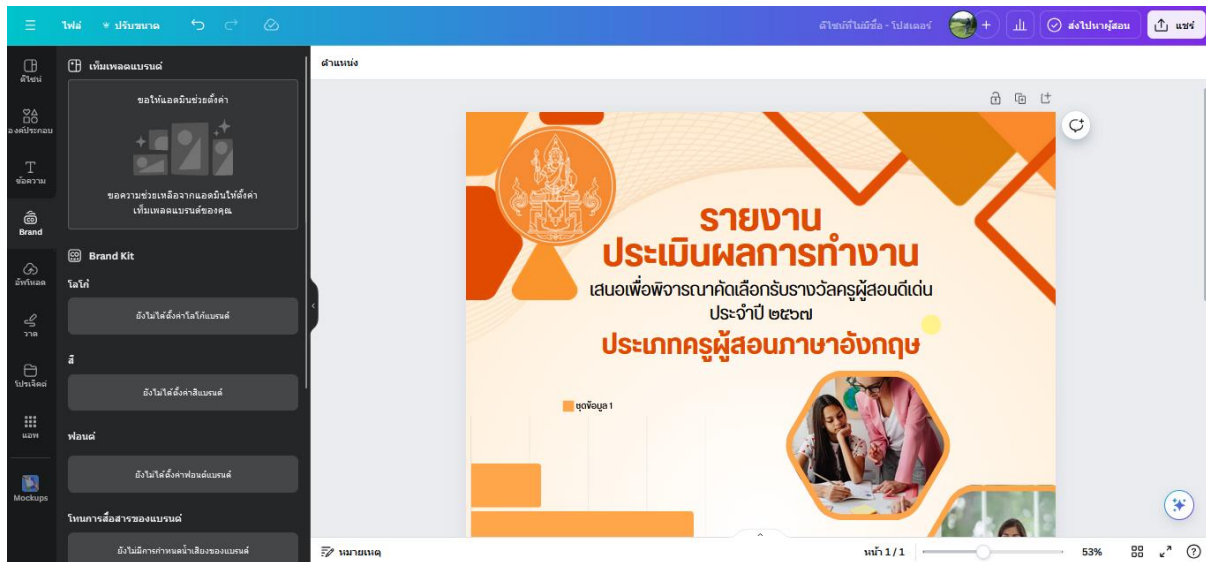 ไฟล์
ปรับขนาด
ดีไซน์ที่ไม่มีชื่อ - โปสเตอร์
ส่งไปหาผู้สอน
แชร์
ดีไซน์
องค์ประกอบ
ข้อความ
Brand
อัพโหลด
วาด
โปรเจ็คต์
แอพ
Mockups
เท็มเพลตแบรนด์
ขอให้แอดมินช่วยตั้งค่า
ขอความช่วยเหลือจากแอดมินให้ตั้งค่า
เท็มเพลตแบรนด์ของคุณ
Brand Kit
โลโก้
ยังไม่ได้ตั้งค่าโลโก้แบรนด์
สี
ยังไม่ได้ตั้งค่าสีแบรนด์
ฟอนต์
ยังไม่ได้ตั้งค่าฟอนต์แบรนด์
โทนการสื่อสารของแบรนด์
ยังไม่มีการกำหนดน้ำเสียงของแบรนด์
ตำแหน่ง
รายงาน
ประเมินผลการทำงาน
เสนอเพื่อพิจารณาคัดเลือกรับรางวัลครูผู้สอนดีเด่น
ประจำปี ๒๕๖๗
ประเภทครูผู้สอนภาษาอังกฤษ
ชุดข้อมูล 1
หมายเหตุ
หน้า 1 / 1
53%